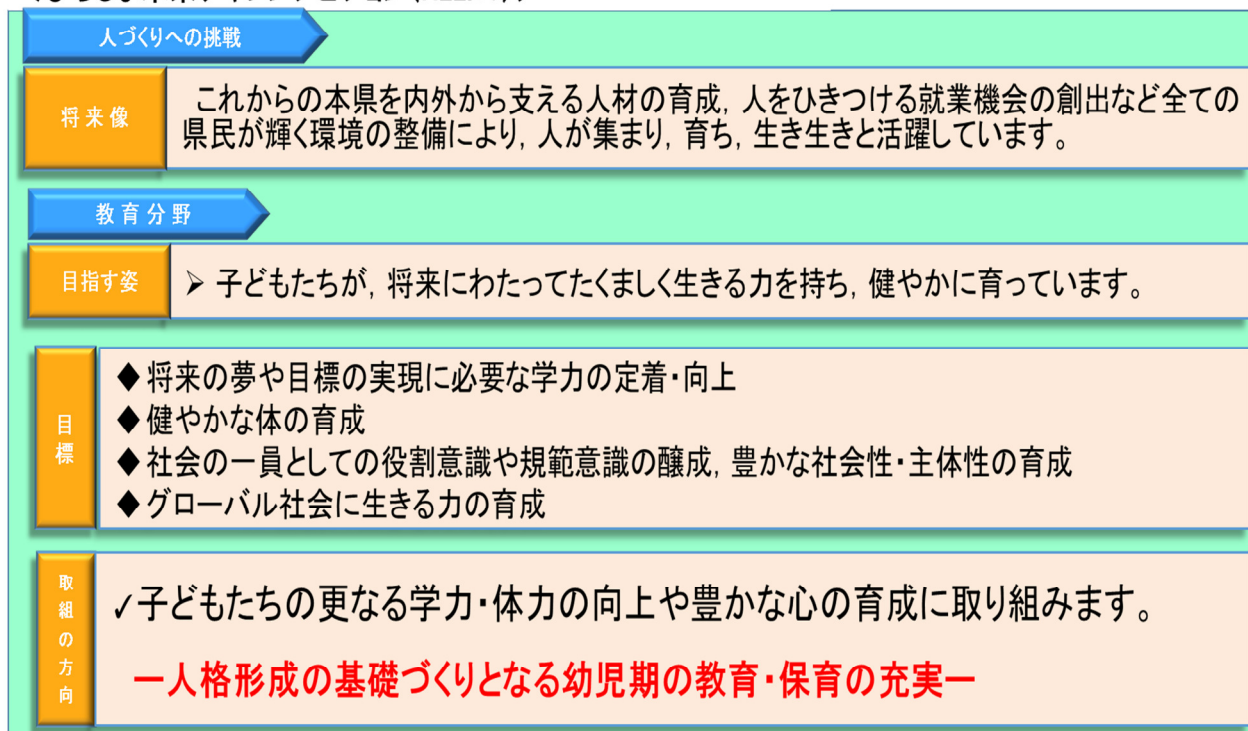 人づくりへの挑戦
将来像
これからの本県を内外から支える人材の育成，人をひきつける就業機会の創出など全ての
県民が輝く環境の整備により，人が集まり，育ち，生き生きと活躍しています。
教育分野
目指す姿
➢ 子どもたちが，将来にわたってたくましく生きる力を持ち，健やかに育っています。
目標
◆将来の夢や目標の実現に必要な学力の定着・向上
◆健やかな体の育成
◆社会の一員としての役割意識や規範意識の醸成，豊かな社会性・主体性の育成
◆グローバル社会に生きる力の育成
取組の方向
✓子どもたちの更なる学力・体力の向上や豊かな心の育成に取り組みます。
ー人格形成の基礎づくりとなる幼児期の教育・保育の充実ー